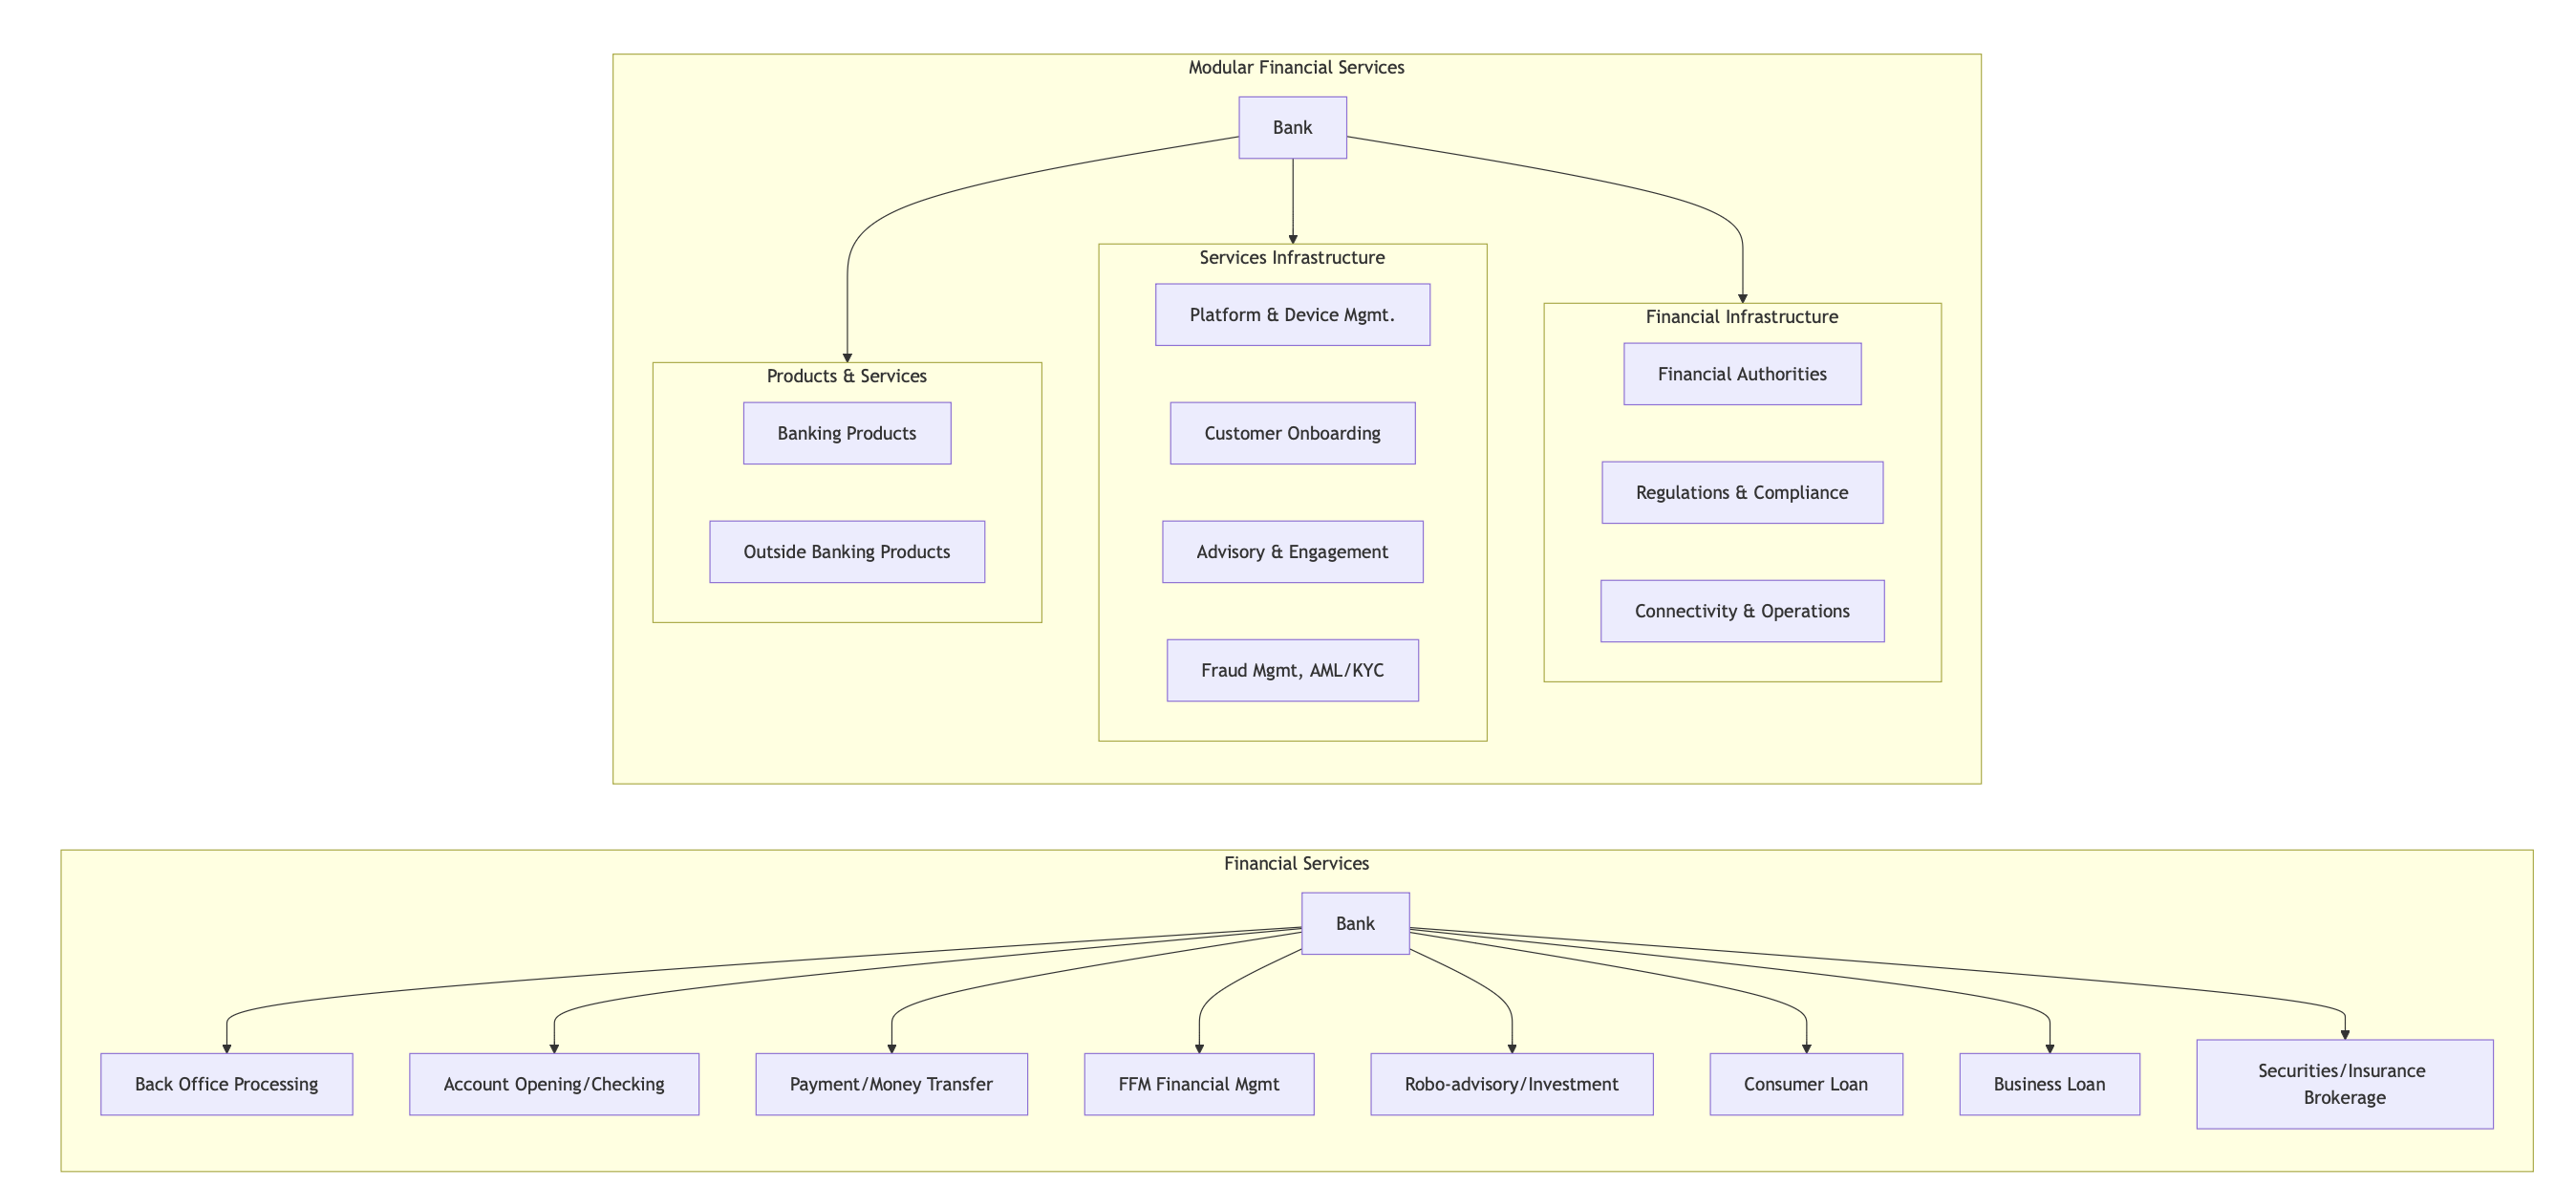 Modular Financial Services
Bank
Products & Services
Banking Products
Outside Banking Products
Services Infrastructure
Platform & Device Mgmt.
Customer Onboarding
Advisory & Engagement
Fraud Mgmt, AML/KYC
Financial Infrastructure
Financial Authorities
Regulations & Compliance
Connectivity & Operations
Financial Services
Bank
Back Office Processing
Account Opening/Checking
Payment/Money Transfer
FFM Financial Mgmt
Robo-advisory/Investment
Consumer Loan
Business Loan
Securities/Insurance
Brokerage